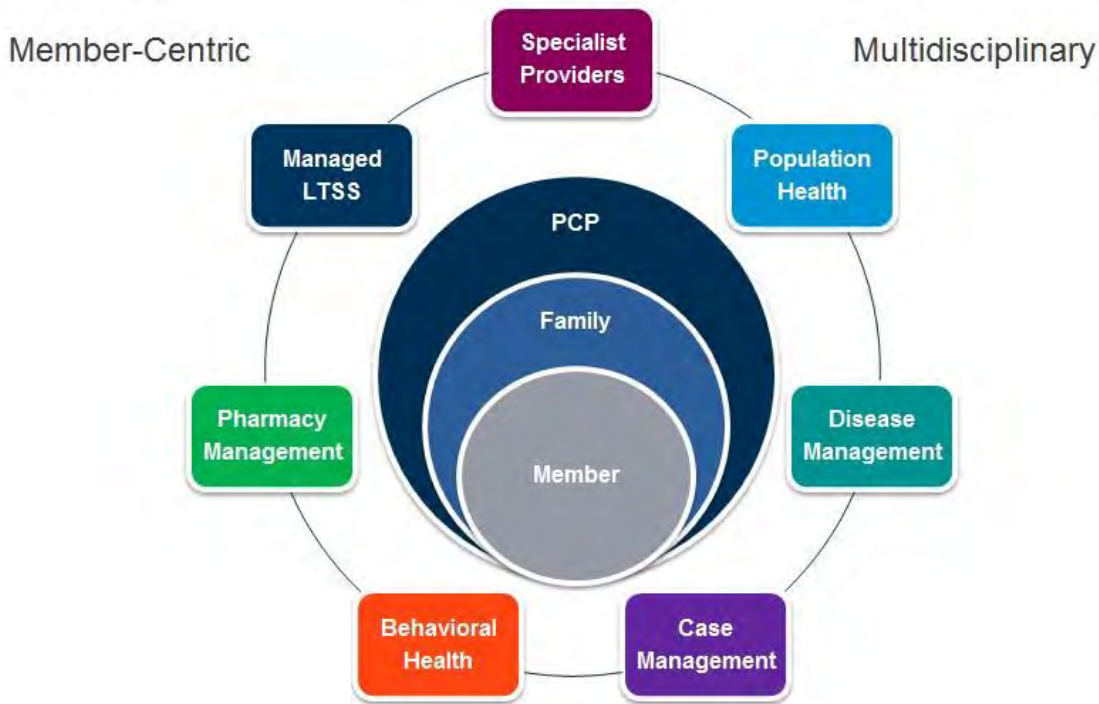 Member-Centric
Multidisciplinary
Specialist
Providers
Managed
LTSS
Population
Health
PCP
Family
Member
Pharmacy
Management
Disease
Management
Behavioral
Health
Case
Management